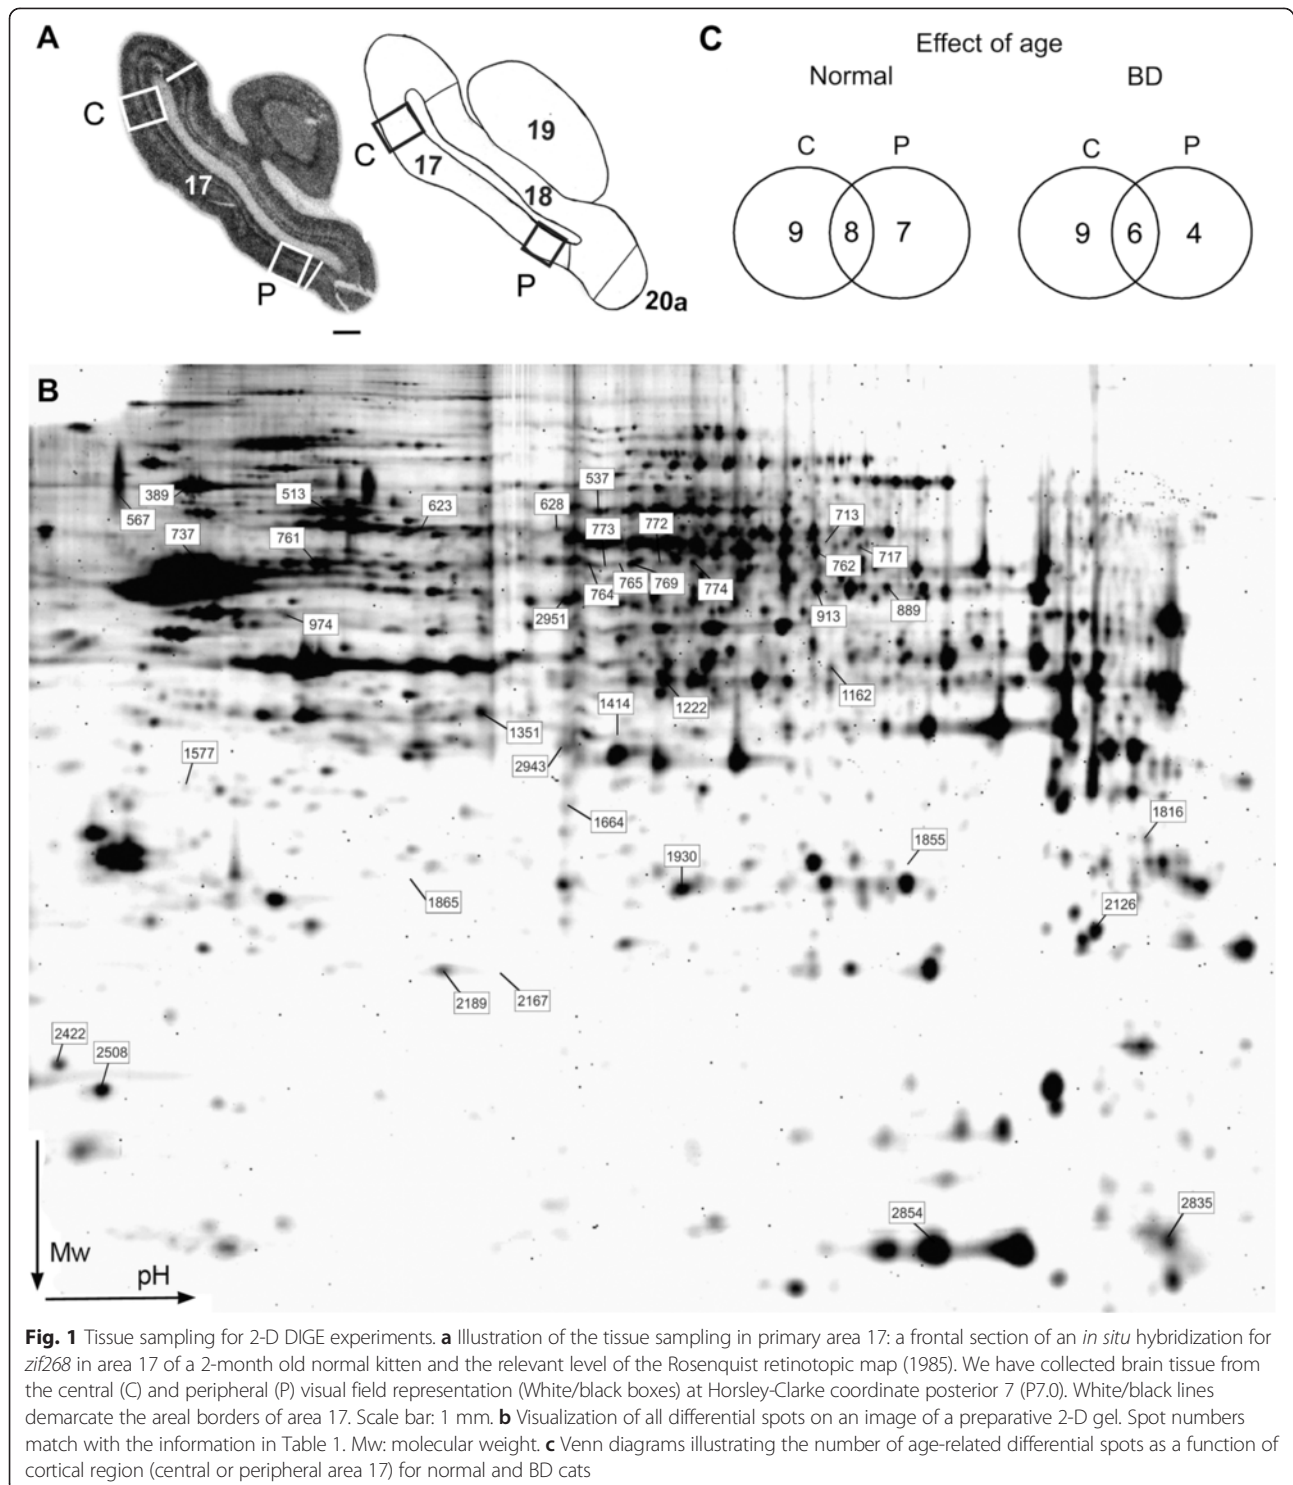 A
C
17
P
C
17
P
19
18
20a
C
Effect of age
Normal
BD
C
P
C
P
9
8
7
9
6
4
B
389
567
513
623
737
761
974
537
628
773
772
764
765
769
774
2951
713
762
717
913
889
1162
1414
1222
1351
2943
1577
1664
1816
1930
1855
1865
2126
2189
2167
2422
2508
2854
2835
Mw
pH
Fig. 1 Tissue sampling for 2-D DIGE experiments. a Illustration of the tissue sampling in primary area 17: a frontal section of an in situ hybridization for
zif268 in area 17 of a 2-month old normal kitten and the relevant level of the Rosenquist retinotopic map (1985). We have collected brain tissue from
the central (C) and peripheral (P) visual field representation (White/black boxes) at Horsley-Clarke coordinate posterior 7 (P7.0). White/black lines
demarcate the areal borders of area 17. Scale bar: 1 mm. b Visualization of all differential spots on an image of a preparative 2-D gel. Spot numbers
match with the information in Table 1. Mw: molecular weight. c Venn diagrams illustrating the number of age-related differential spots as a function of
cortical region (central or peripheral area 17) for normal and BD cats